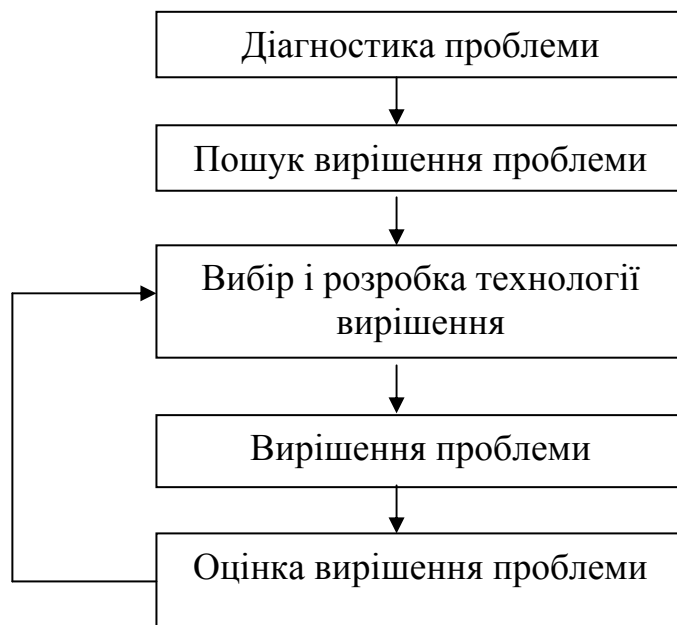 Діагностика проблеми
Пошук вирішення проблеми
Вибір і розробка технології
вирішення
Вирішення проблеми
Оцінка вирішення проблеми